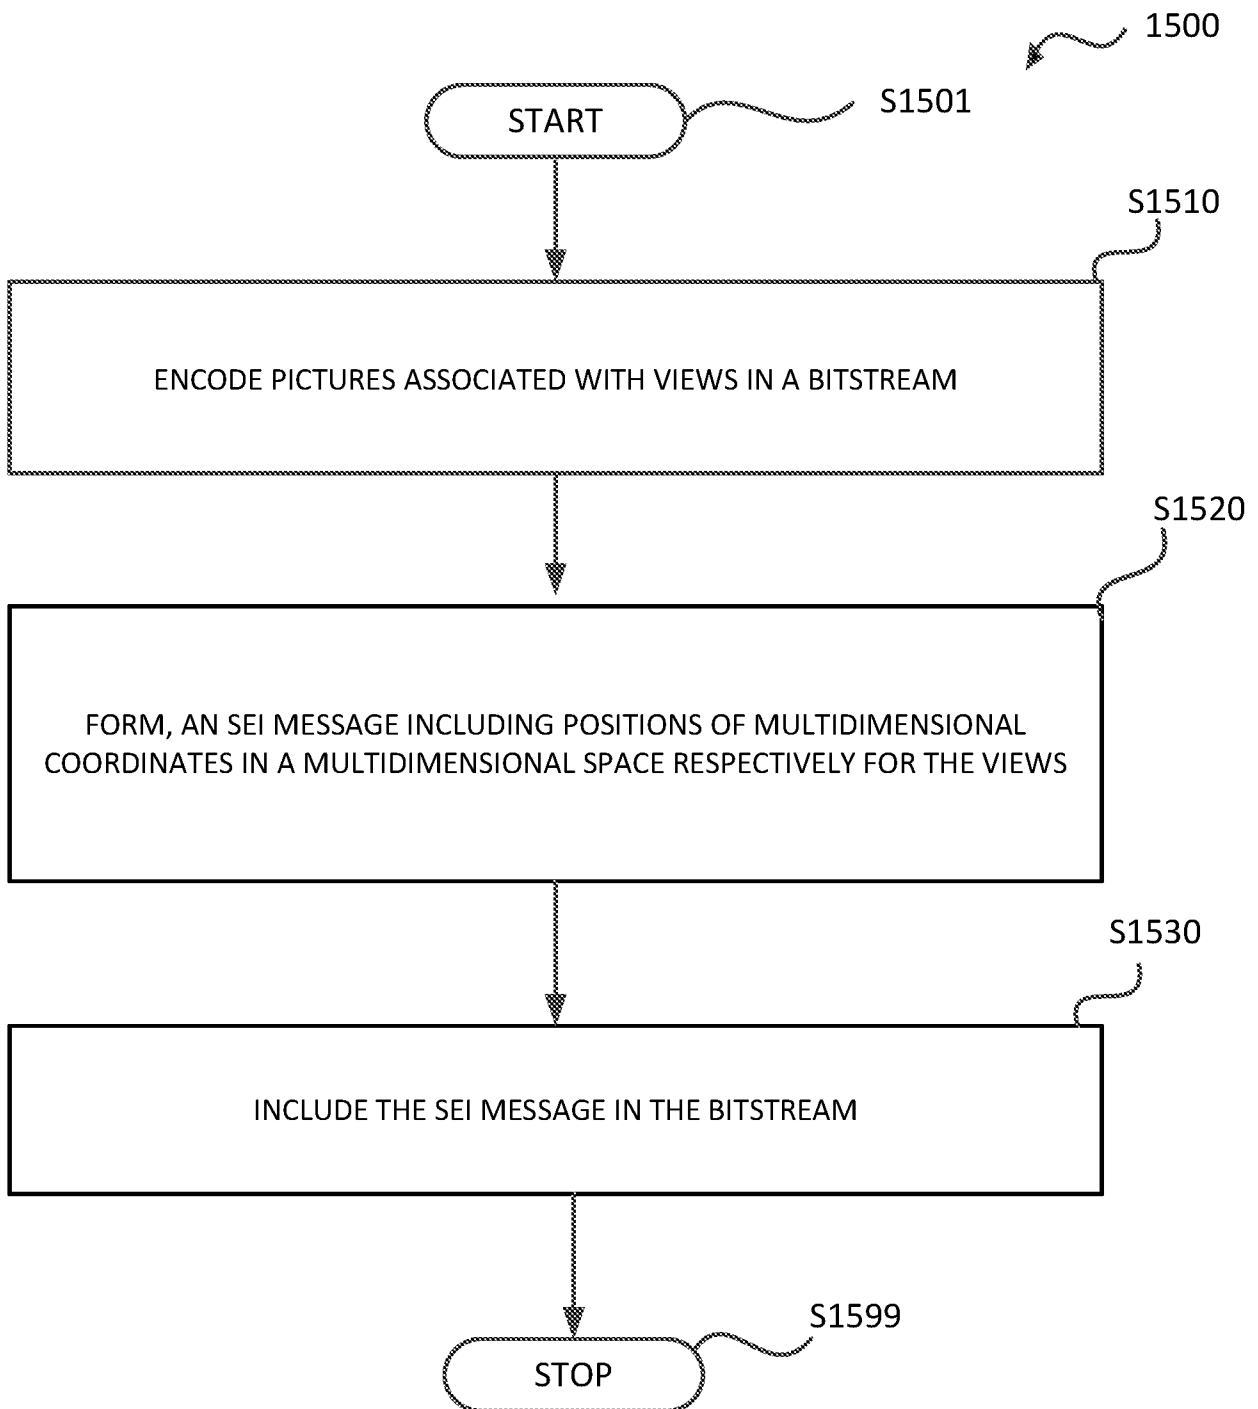 1500
START
S1501
S1510
ENCODE PICTURES ASSOCIATED WITH VIEWS IN A BITSTREAM
S1520
FORM, AN SEI MESSAGE INCLUDING POSITIONS OF MULTIDIMENSIONAL
COORDINATES IN A MULTIDIMENSIONAL SPACE RESPECTIVELY FOR THE VIEWS
S1530
INCLUDE THE SEI MESSAGE IN THE BITSTREAM
S1599
STOP